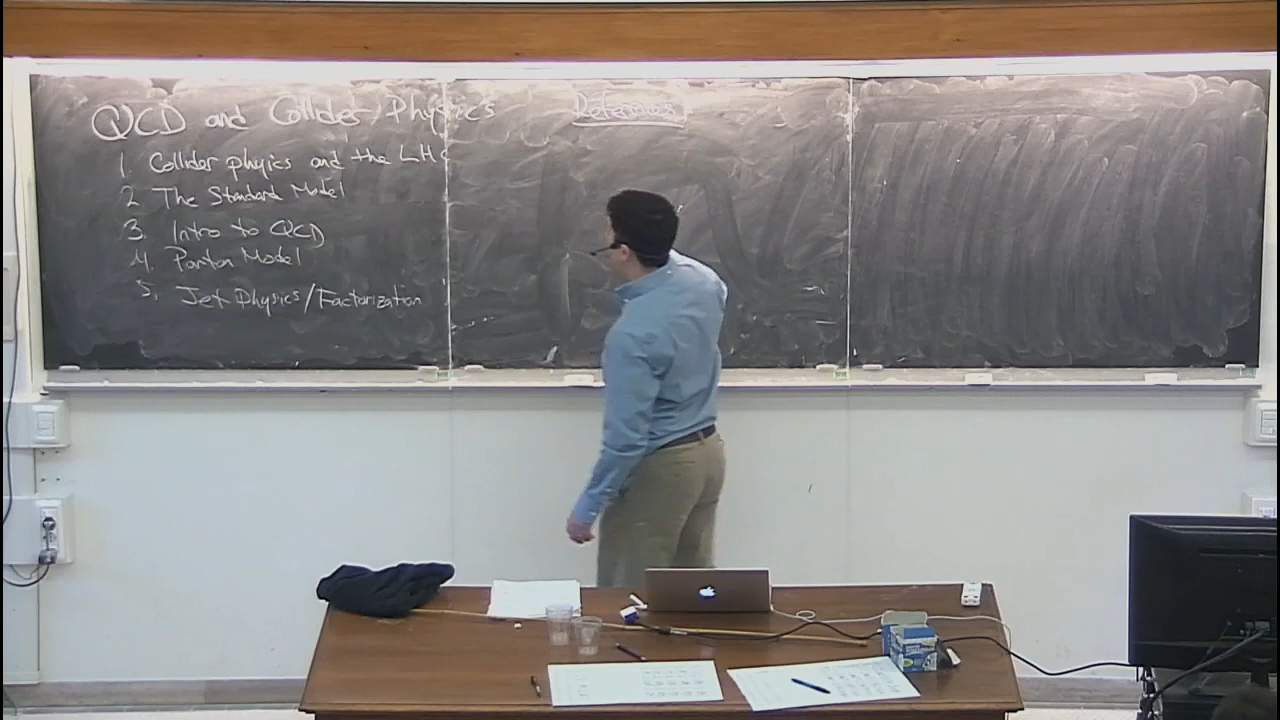 QCD and Collider Physics
1. Collider physics and the LHC
2. The Standard Model
3. Intro to QCD
4. Parton Model
5. Jet Physics/Factorization
References